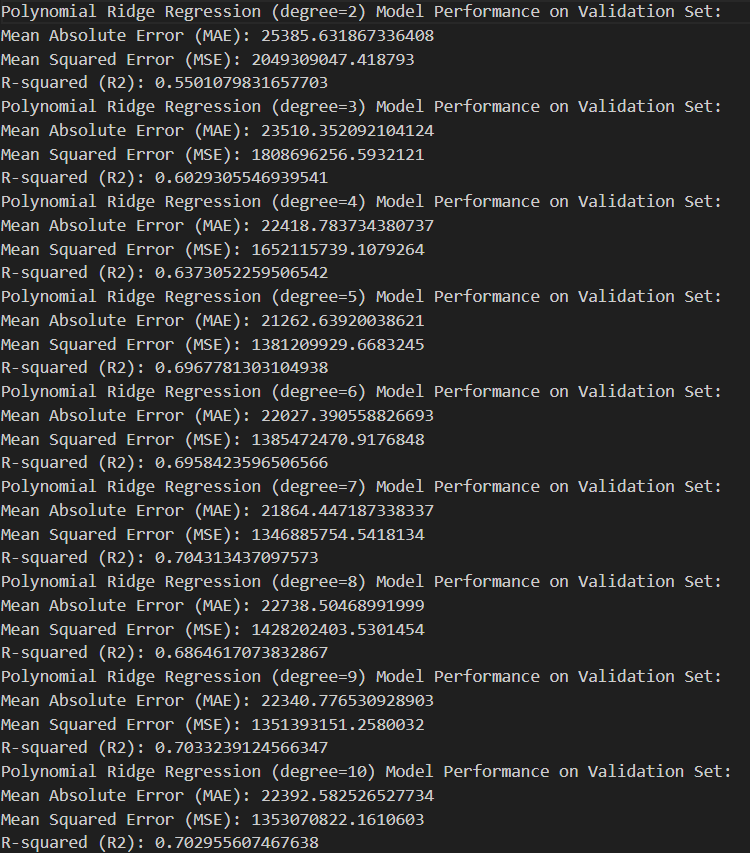 Polynomial Ridge Regression (degree=2) Model Performance on Validation Set:
Mean Absolute Error (MAE): 25385.631867336408
Mean Squared Error (MSE): 2049309047.418793
R-squared (R2): 0.5501079831657703
Polynomial Ridge Regression (degree=3) Model Performance on Validation Set:
Mean Absolute Error (MAE): 23510.352092104124
Mean Squared Error (MSE): 1808696256.5932121
R-squared (R2): 0.6029305546939541
Polynomial Ridge Regression (degree=4) Model Performance on Validation Set:
Mean Absolute Error (MAE): 22418.783734380737
Mean Squared Error (MSE): 1652115739.1079264
R-squared (R2): 0.6373052259506542
Polynomial Ridge Regression (degree=5) Model Performance on Validation Set:
Mean Absolute Error (MAE): 21262.63920038621
Mean Squared Error (MSE): 1381209929.6683245
R-squared (R2): 0.6967781303104938
Polynomial Ridge Regression (degree=6) Model Performance on Validation Set:
Mean Absolute Error (MAE): 22027.390558826693
Mean Squared Error (MSE): 1385472470.9176848
R-squared (R2): 0.6958423596506566
Polynomial Ridge Regression (degree=7) Model Performance on Validation Set:
Mean Absolute Error (MAE): 21864.447187338337
Mean Squared Error (MSE): 1346885754.5418134
R-squared (R2): 0.704313437097573
Polynomial Ridge Regression (degree=8) Model Performance on Validation Set:
Mean Absolute Error (MAE): 22738.50468991999
Mean Squared Error (MSE): 1428202403.5301454
R-squared (R2): 0.6864617073832867
Polynomial Ridge Regression (degree=9) Model Performance on Validation Set:
Mean Absolute Error (MAE): 22340.776530928903
Mean Squared Error (MSE): 1351393151.2580032
R-squared (R2): 0.7033239124566347
Polynomial Ridge Regression (degree=10) Model Performance on Validation Set:
Mean Absolute Error (MAE): 22392.582526527734
Mean Squared Error (MSE): 1353070822.1610603
R-squared (R2): 0.702955607467638